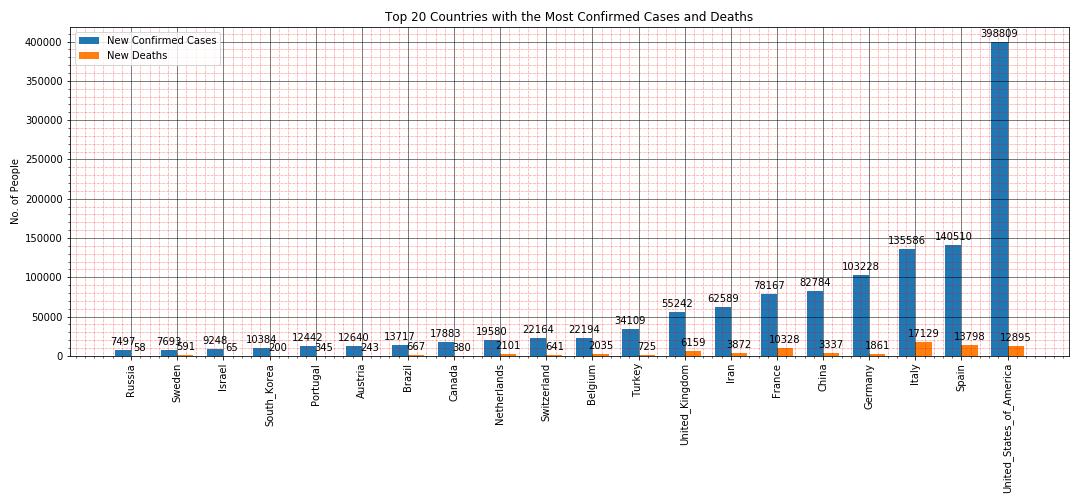 Top 20 Countries with the Most Confirmed Cases and Deaths
New Confirmed Cases
New Deaths
No. of People
400000
350000
300000
250000
200000
150000
100000
50000
0
7497 58
7693 591
9248 65
10384 200
12442 345
12640 243
13717 667
17883 380
19580 2101
22164 641
22194 2035
34109 725
55242 6159
62589 3872
78167 10328
82784 3337
103228 1861
135586 17129
140510 13798
398809 12895
Russia
Sweden
Israel
South_Korea
Portugal
Austria
Brazil
Canada
Netherlands
Switzerland
Belgium
Turkey
United_Kingdom
Iran
France
China
Germany
Italy
Spain
United_States_of_America